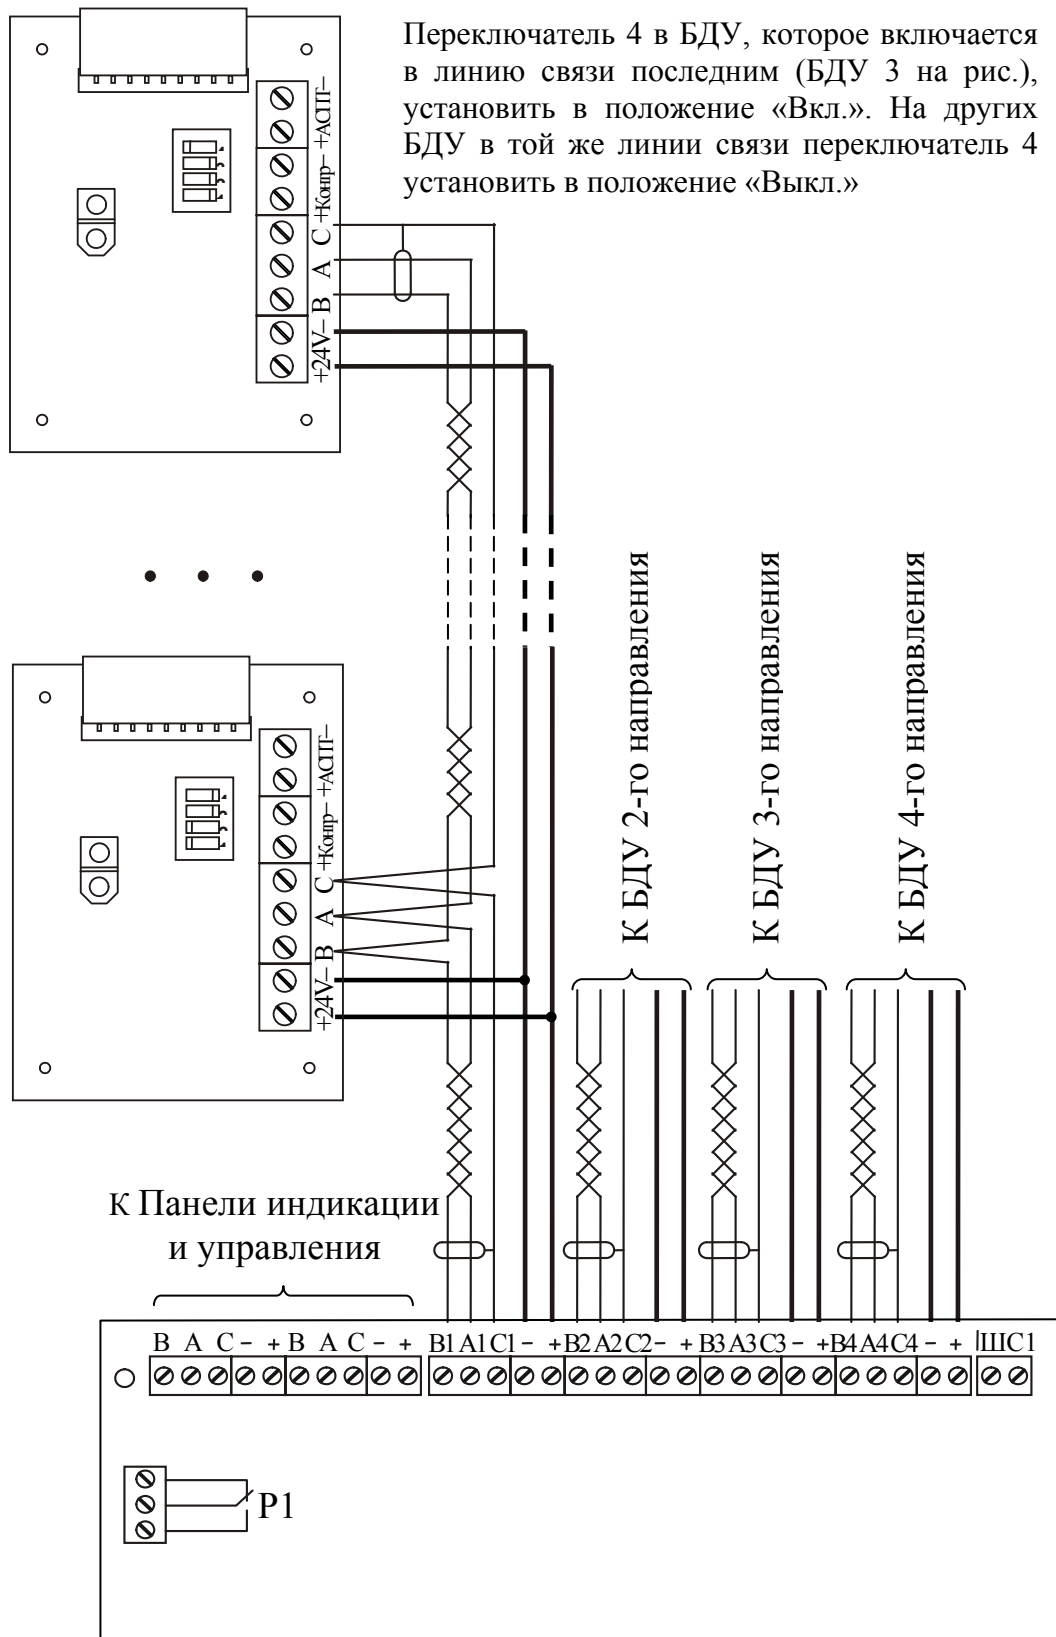 Переключатель 4 в БДУ, которое включается
в линию связи последним (БДУ 3 на рис.),
установить в положение «Вкл.». На других
БДУ в той же линии связи переключатель 4
установить в положение «Выкл.»
+АСПТ–
+Контр–
С
А
В
+24V–
+АСПТ–
+Контр–
С
А
В
+24V–
К БДУ 2-го направления
К БДУ 3-го направления
К БДУ 4-го направления
К Панели индикации
и управления
В А С – + В А С – + В1 А1 С1 – + В2 А2 С2 – + В3 А3 С3 – + В4 А4 С4 – + ШС1
Р1